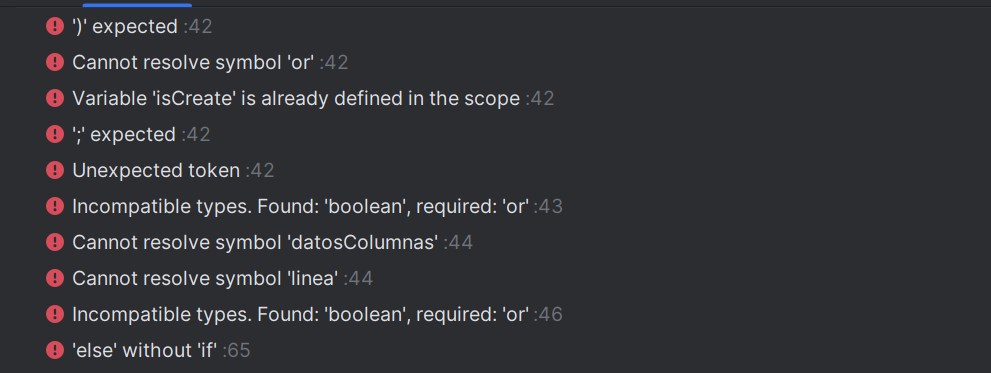 ')' expected :42
Cannot resolve symbol 'or' :42
Variable 'isCreate' is already defined in the scope :42
';' expected :42
Unexpected token :42
Incompatible types. Found: 'boolean', required: 'or' :43
Cannot resolve symbol 'datosColumnas' :44
Cannot resolve symbol 'linea' :44
Incompatible types. Found: 'boolean', required: 'or' :46
'else' without 'if' :65